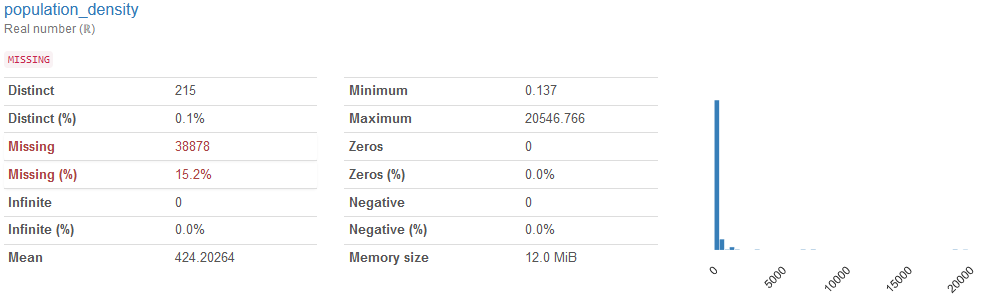 population_density
Real number (ℝ)
MISSING
Distinct 215
Distinct (%) 0.1%
Missing 38878
Missing (%) 15.2%
Infinite 0
Infinite (%) 0.0%
Mean 424.20264
Minimum 0.137
Maximum 20546.766
Zeros 0
Zeros (%) 0.0%
Negative 0
Negative (%) 0.0%
Memory size 12.0 MiB
0
5000
10000
15000
20000